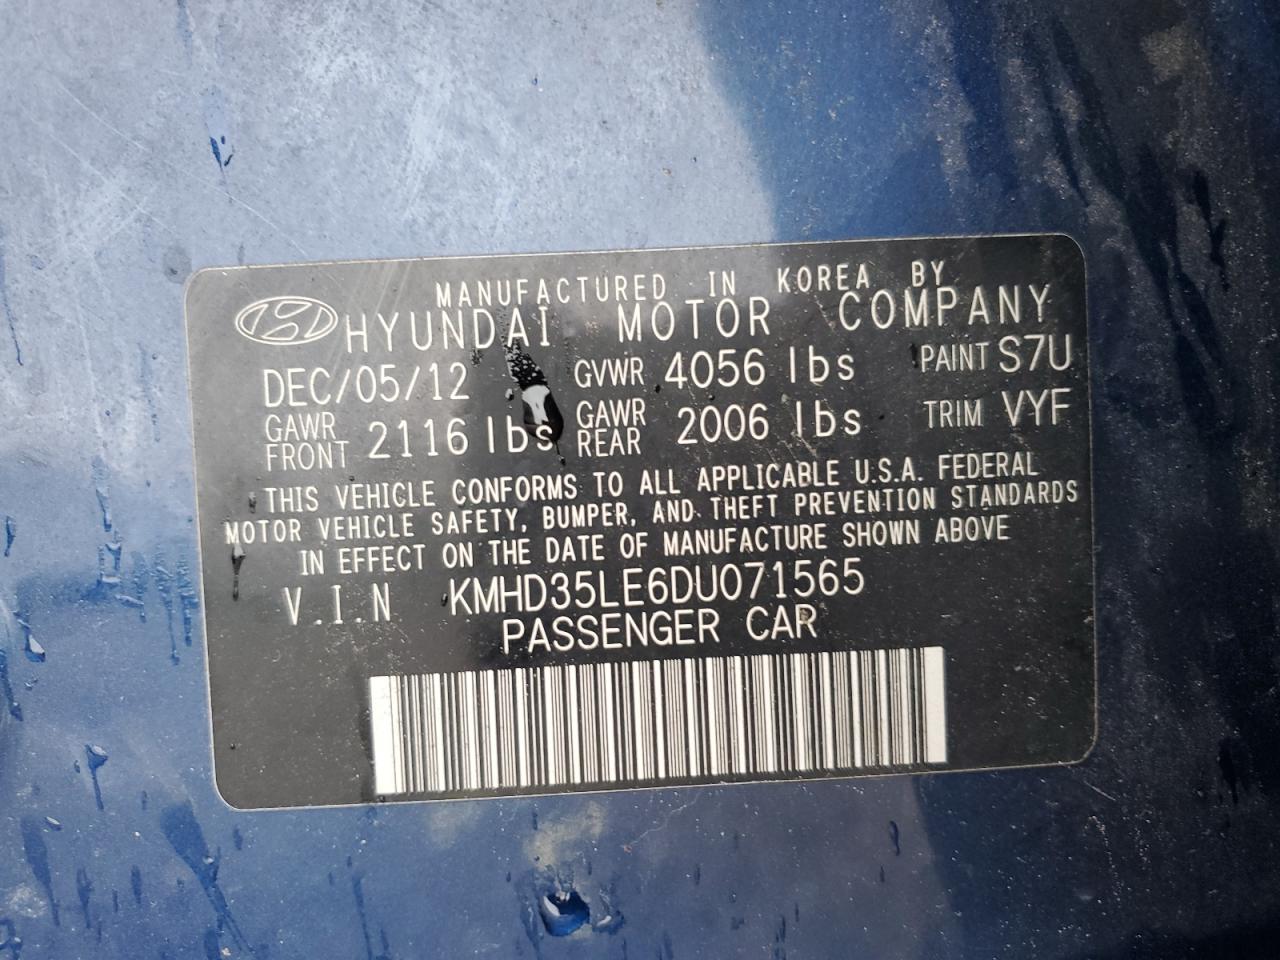 MANUFACTURED IN KOREA BY
HYUNDAI MOTOR COMPANY
DEC/05/12 GVWR 4056 lbs PAINT S7U
GAWR FRONT 2116 lbs GAWR REAR 2006 lbs TRIM VYF
THIS VEHICLE CONFORMS TO ALL APPLICABLE U.S.A. FEDERAL
MOTOR VEHICLE SAFETY, BUMPER, AND THEFT PREVENTION STANDARDS
IN EFFECT ON THE DATE OF MANUFACTURE SHOWN ABOVE
V.I.N KMHD35LE6DU071565
PASSENGER CAR